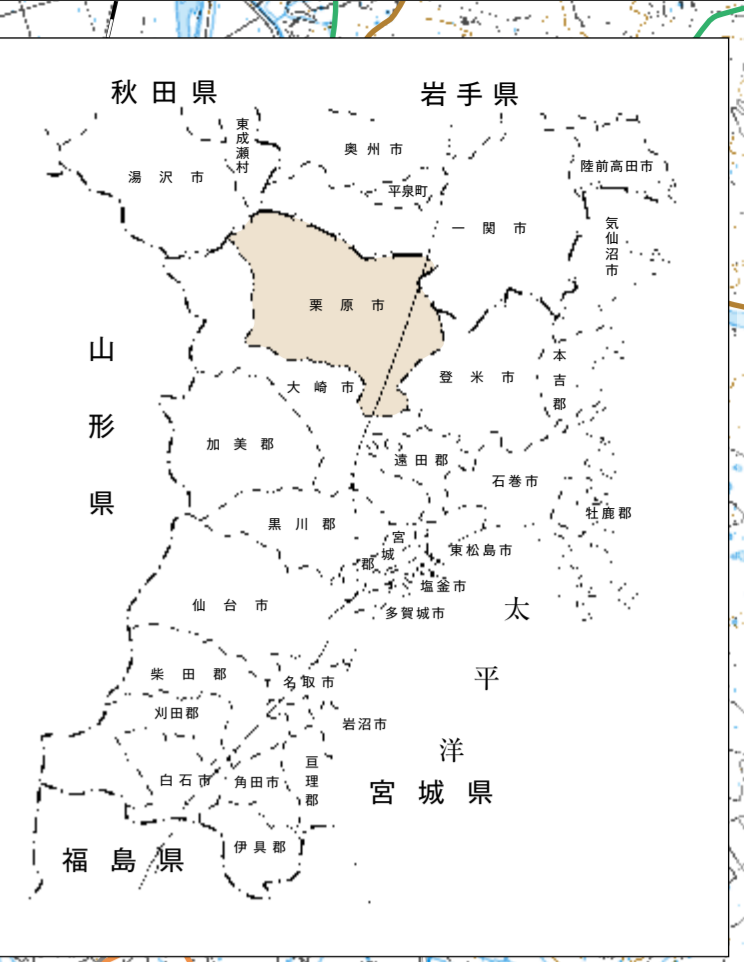 秋田県
岩手県
東成瀬村
奥州市
湯沢市
陸前高田市
平泉町
一関市
気仙沼市
栗原市
山形県
本吉郡
登米市
大崎市
加美郡
遠田郡
石巻市
牡鹿郡
黒川郡
宮城郡
東松島市
塩釜市
仙台市
多賀城市
太平洋
柴田郡
名取市
刈田郡
岩沼市
亘理郡
白石市
角田市
宮城県
伊具郡
福島県